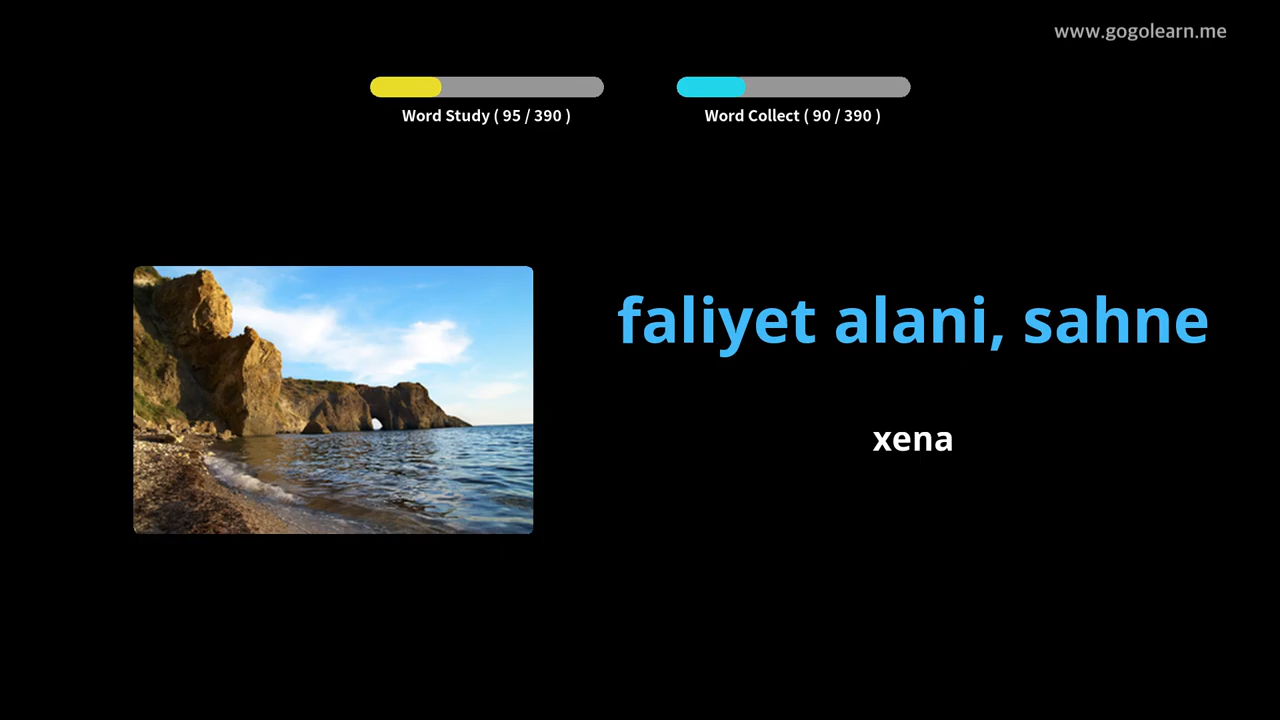 www.gogolearn.me
Word Study ( 95 / 390 )
Word Collect ( 90 / 390 )
faliyet alani, sahne
xena